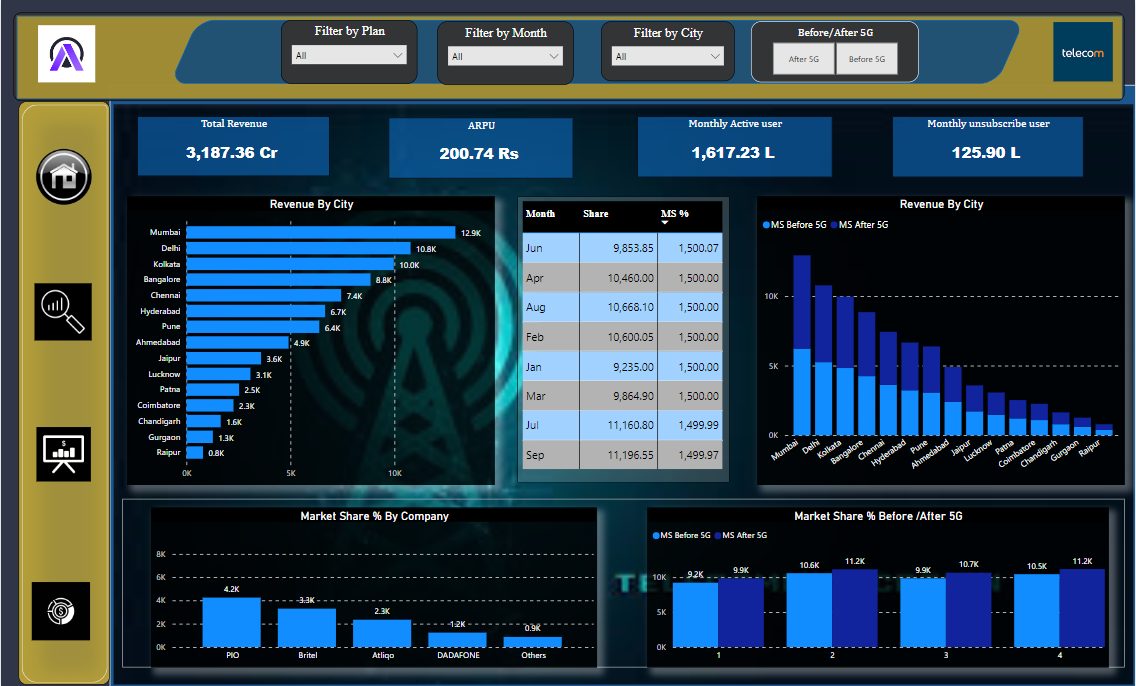 Filter by Plan
All
Filter by Month
All
Filter by City
All
Before/After 5G
After 5G Before 5G
telecom
Total Revenue
3,187.36 Cr
ARPU
200.74 Rs
Monthly Active user
1,617.23 L
Monthly unsubscribe user
125.90 L
Revenue By City
Mumbai 12.9K
Delhi 10.8K
Kolkata 10.0K
Bangalore 8.8K
Chennai 7.4K
Hyderabad 6.7K
Pune 6.4K
Ahmedabad 4.9K
Jaipur 3.6K
Lucknow 3.1K
Patna 2.5K
Coimbatore 2.3K
Chandigarh 1.6K
Gurgaon 1.3K
Raipur 0.8K
0K 5K 10K
Month Share MS %
Jun 9,853.85 1,500.07
Apr 10,460.00 1,500.00
Aug 10,668.10 1,500.00
Feb 10,600.05 1,500.00
Jan 9,235.00 1,500.00
Mar 9,864.90 1,500.00
Jul 11,160.80 1,499.99
Sep 11,196.55 1,499.97
Revenue By City
MS Before 5G MS After 5G
10K
5K
0K
Mumbai Delhi Kolkata Bangalore Chennai Hyderabad Pune Ahmedabad Jaipur Lucknow Patna Coimbatore Chandigarh Gurgaon Raipur
Market Share % By Company
8K
6K
4K
2K
0K
4.2K 3.3K 2.3K 1.2K 0.9K
PIO Britel Atliqo DADAFONE Others
Market Share % Before /After 5G
MS Before 5G MS After 5G
10K
5K
0K
9.2K 9.9K 10.6K 11.2K 9.9K 10.7K 10.5K 11.2K
1 2 3 4